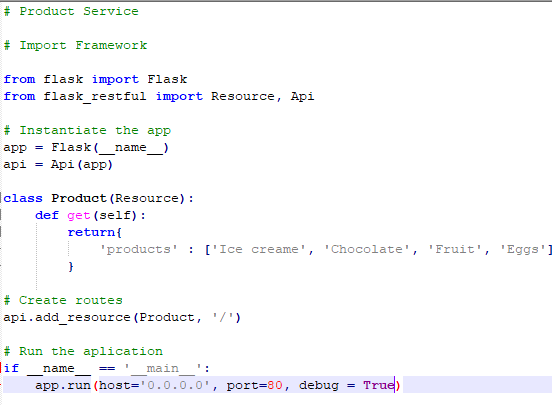 # Product Service
# Import Framework
from flask import Flask
from flask_restful import Resource, Api
# Instantiate the app
app = Flask(__name__)
api = Api(app)
class Product(Resource):
def get(self):
return{
'products' : ['Ice creame', 'Chocolate', 'Fruit', 'Eggs']
}
# Create routes
api.add_resource(Product, '/')
# Run the aplication
if __name__ == '__main__':
app.run(host='0.0.0.0', port=80, debug = True)